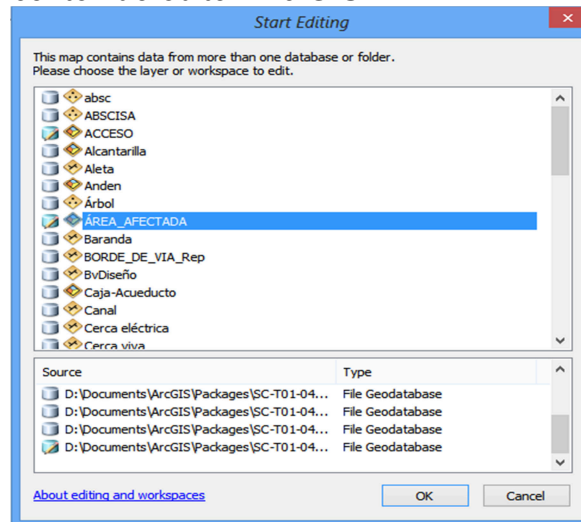 Start Editing
This map contains data from more than one database or folder.
Please choose the layer or workspace to edit.
absc
ABSCISA
ACCESO
Alcantarilla
Aleta
Anden
Árbol
ÁREA_AFECTADA
Baranda
BORDE_DE_VIA_Rep
BvDiseño
Caja-Acueducto
Canal
Cerca eléctrica
Cerca viva
Source Type
D:\Documents\ArcGIS\Packages\SC-T01-04... File Geodatabase
D:\Documents\ArcGIS\Packages\SC-T01-04... File Geodatabase
D:\Documents\ArcGIS\Packages\SC-T01-04... File Geodatabase
D:\Documents\ArcGIS\Packages\SC-T01-04... File Geodatabase
About editing and workspaces OK Cancel